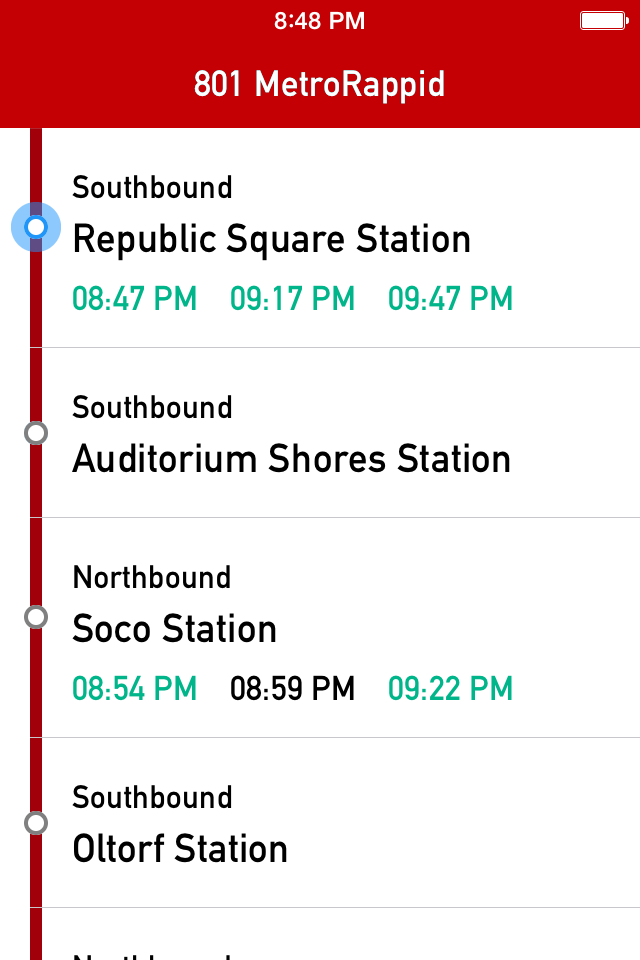 8:48 PM
801 MetroRappid
Southbound
Republic Square Station
08:47 PM 09:17 PM 09:47 PM
Southbound
Auditorium Shores Station
Northbound
Soco Station
08:54 PM 08:59 PM 09:22 PM
Southbound
Oltorf Station
Northbound